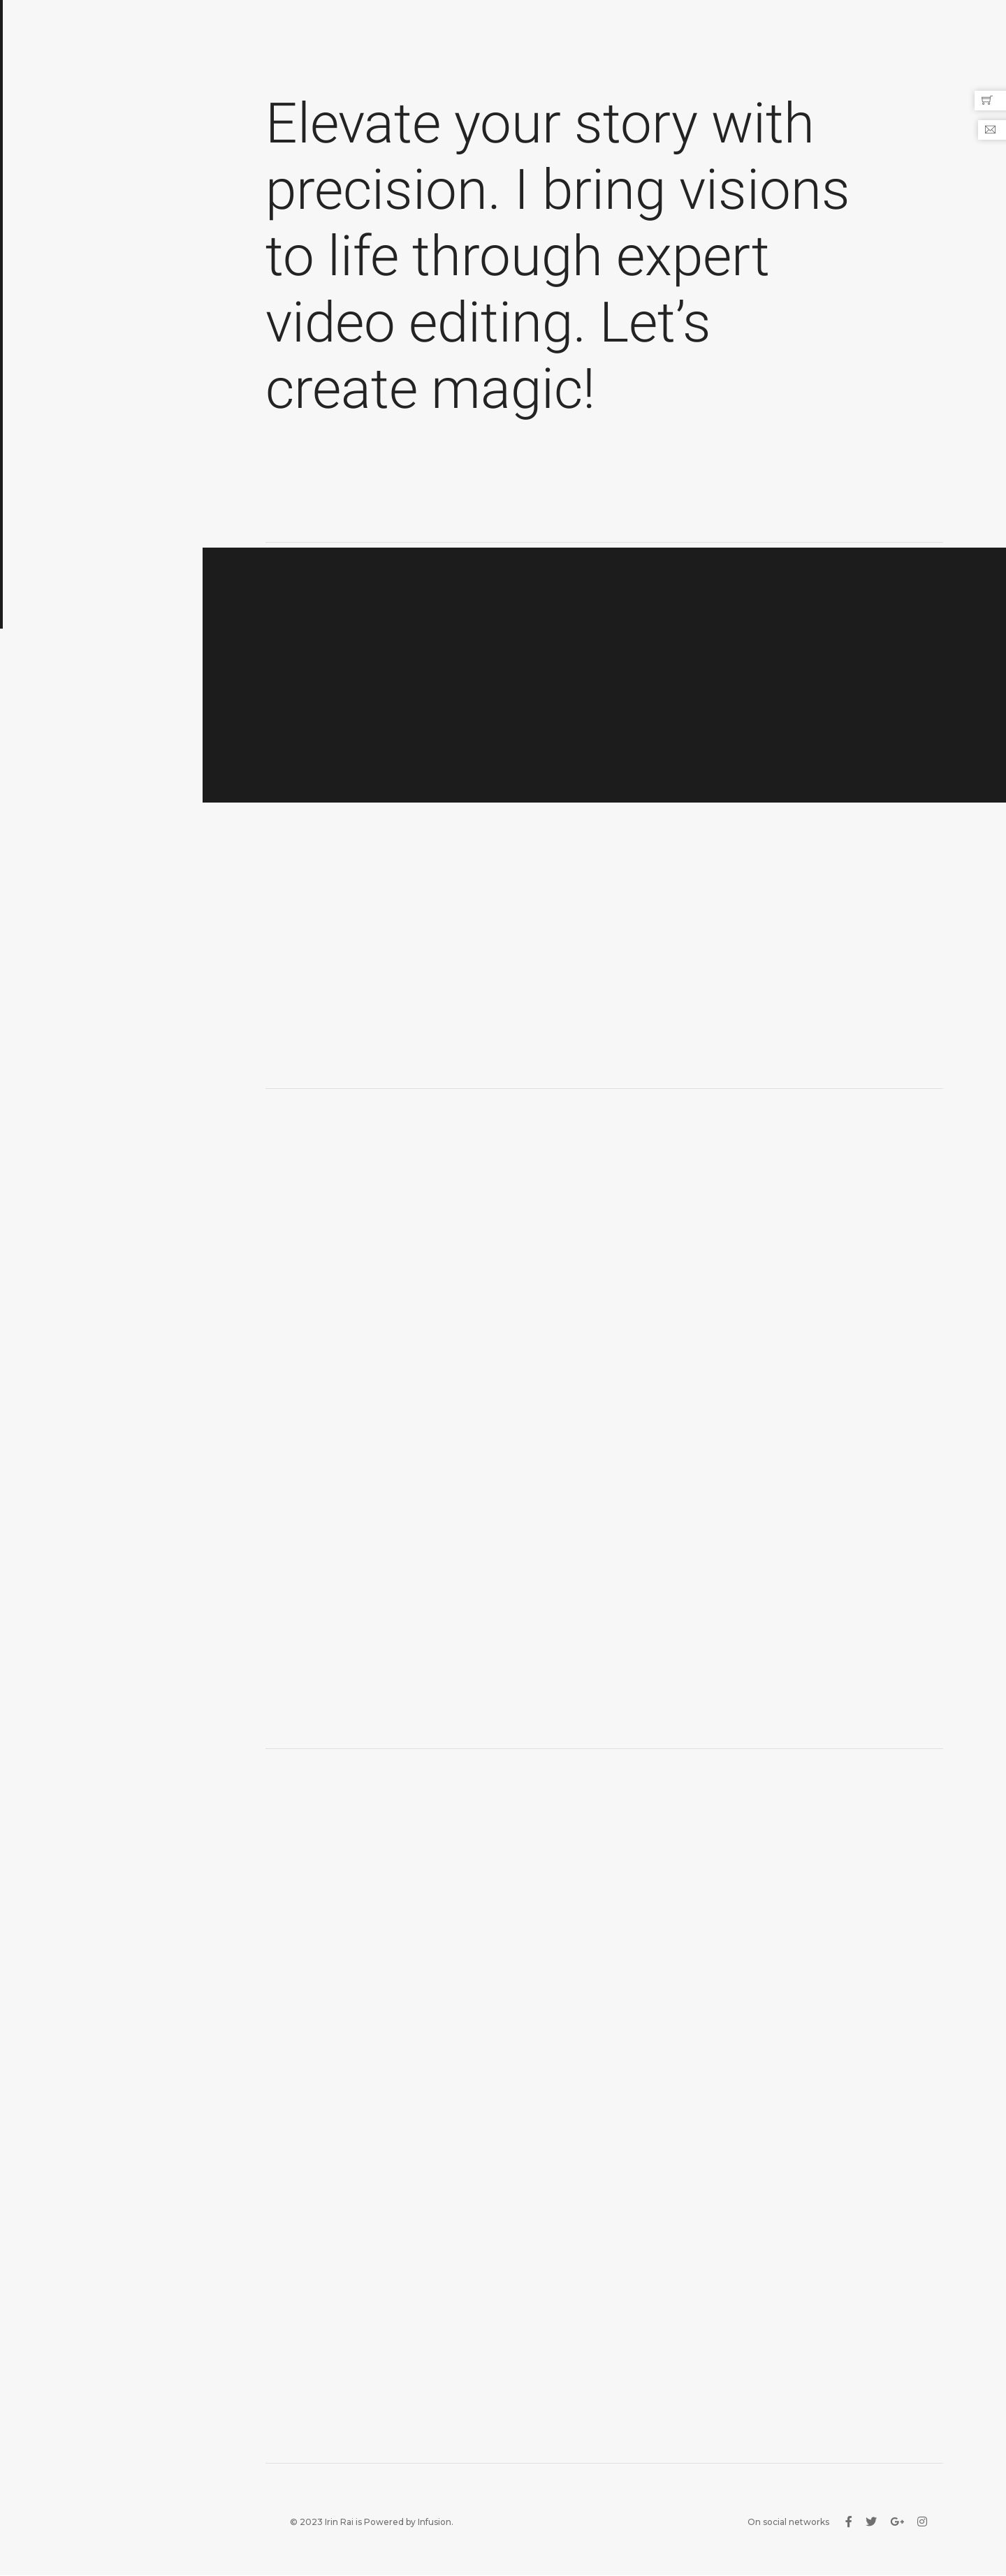 Elevate your story with
precision. I bring visions
to life through expert
video editing. Let’s
create magic!
© 2023 Irin Rai is Powered by Infusion.
On social networks